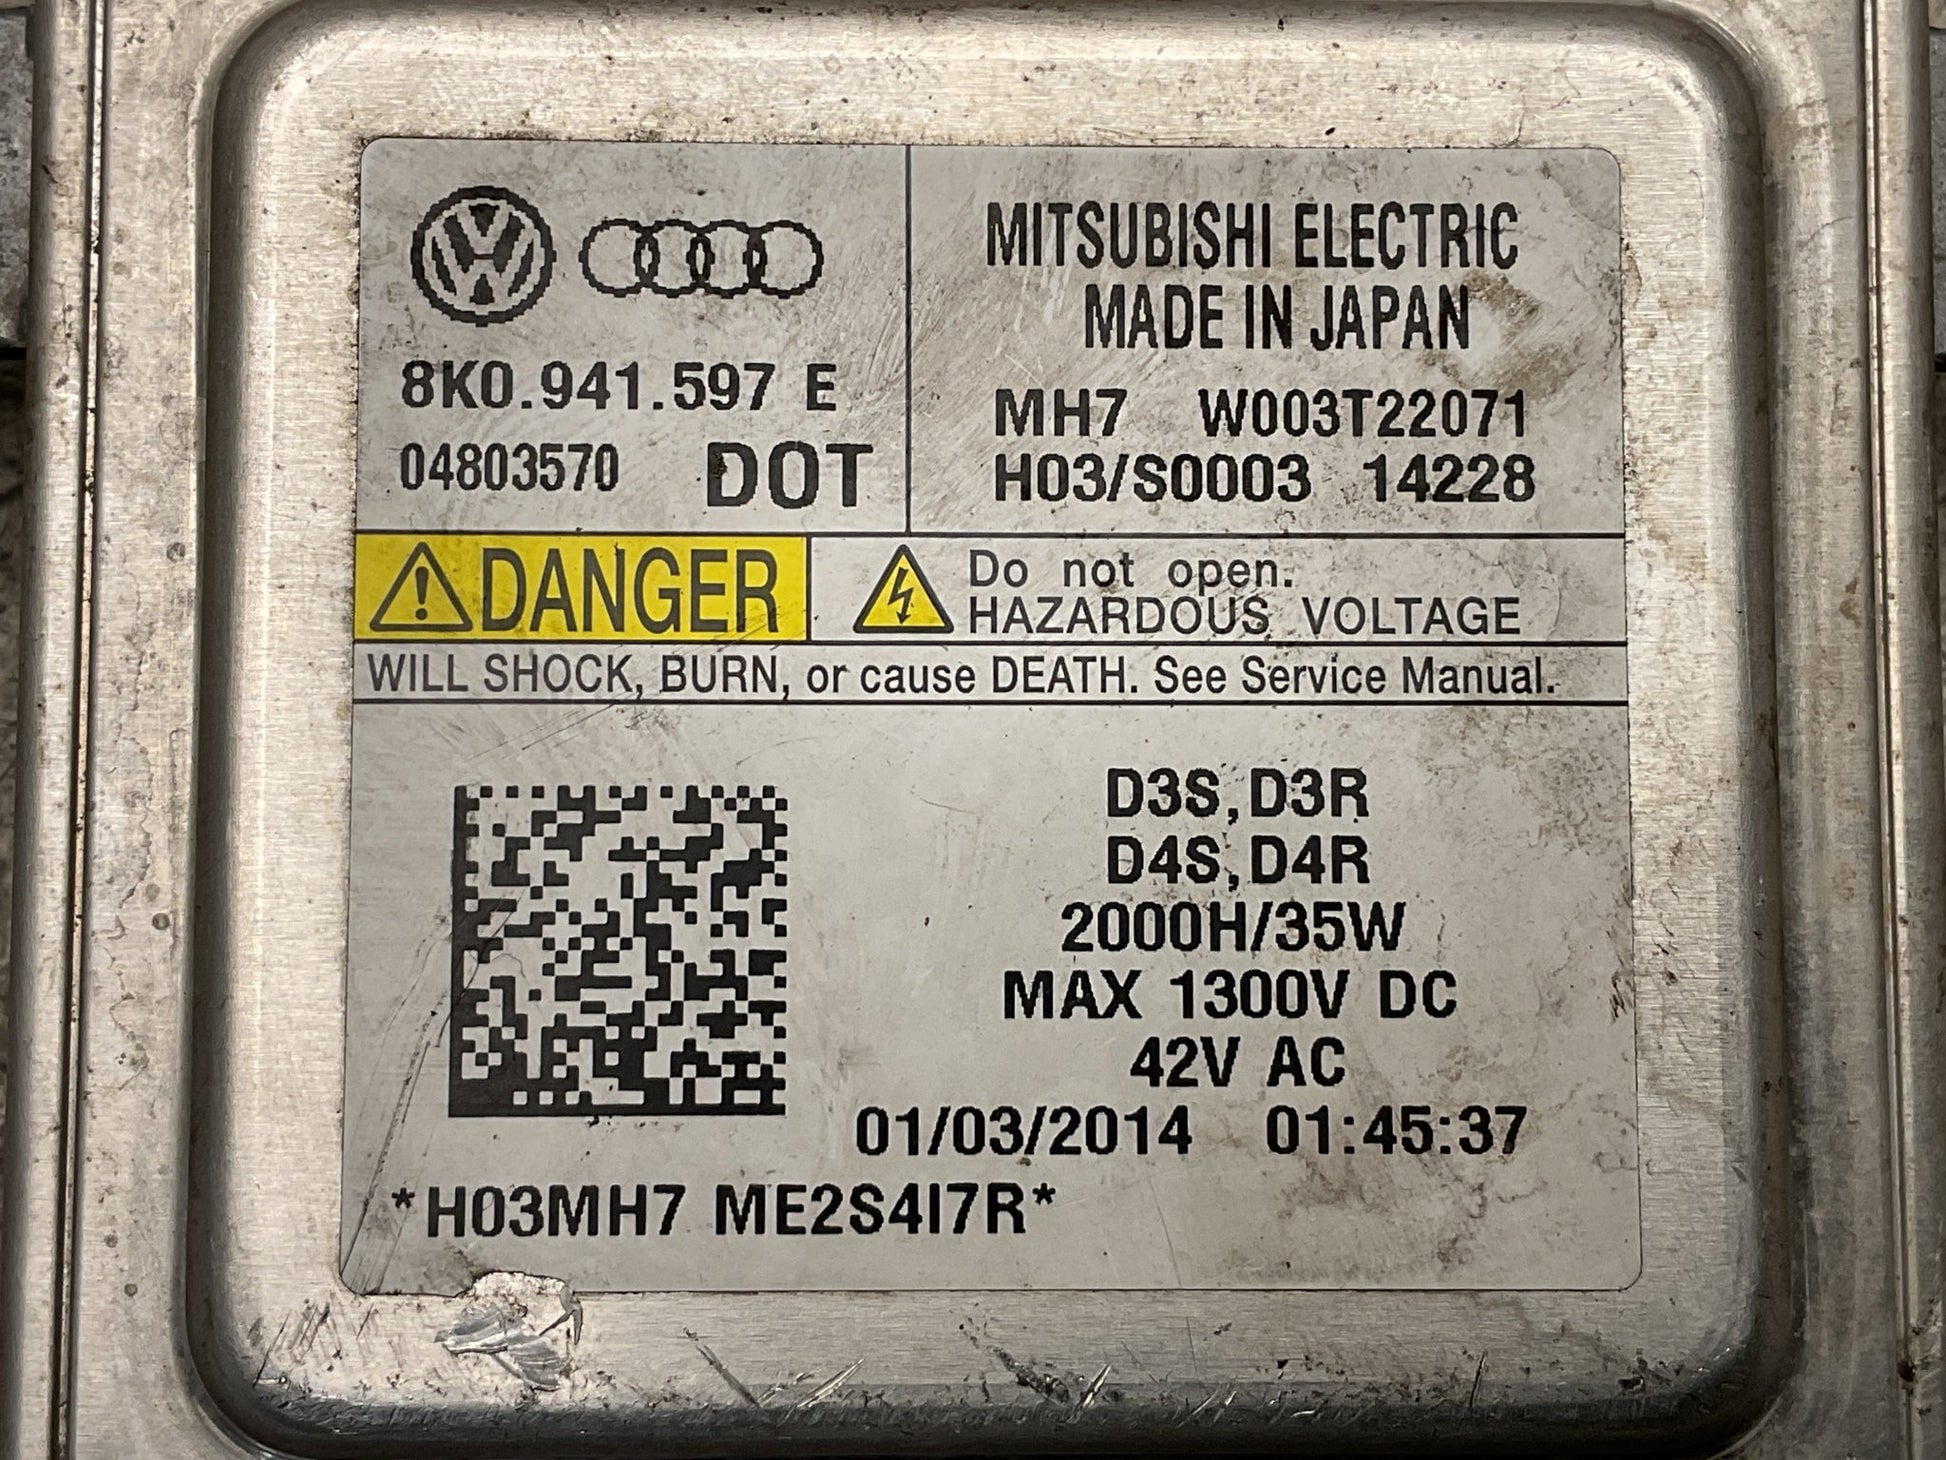 8K0.941.597 E
04803570 DOT
MITSUBISHI ELECTRIC
MADE IN JAPAN
MH7 W003T22071
H03/S0003 14228
DANGER
Do not open.
HAZARDOUS VOLTAGE
WILL SHOCK, BURN, or cause DEATH. See Service Manual.
D3S,D3R
D4S,D4R
2000H/35W
MAX 1300V DC
42V AC
01/03/2014 01:45:37
*H03MH7 ME2S4I7R*